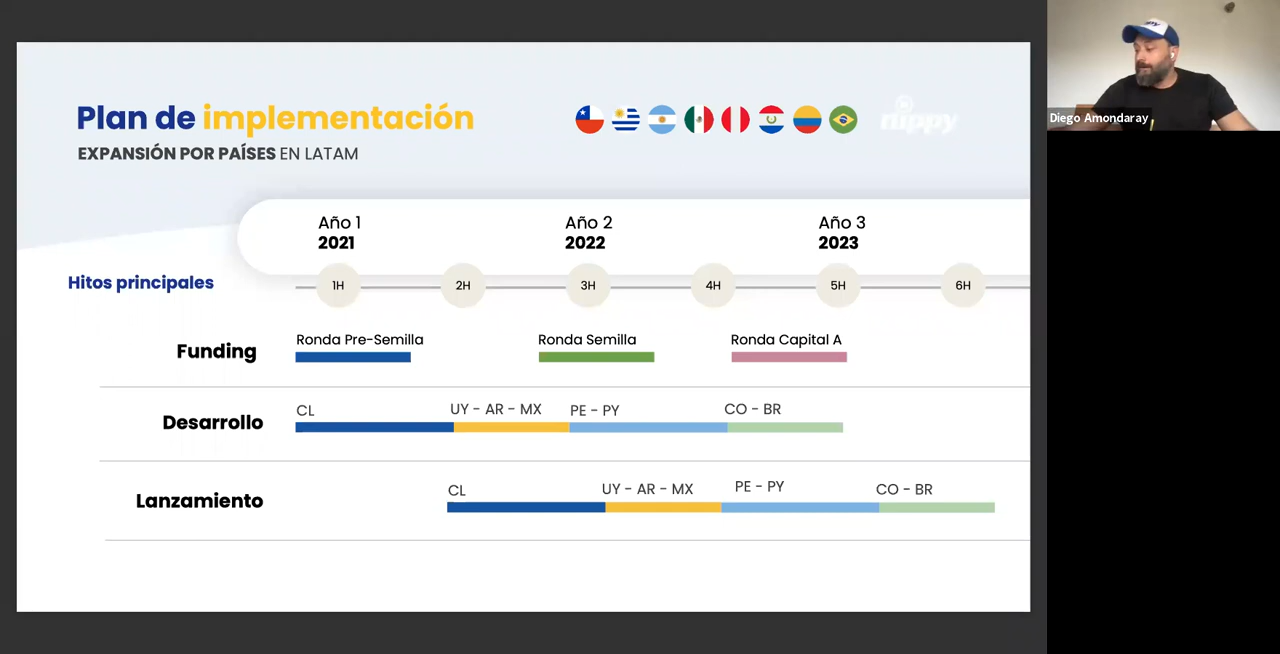 Plan de implementación
EXPANSIÓN POR PAÍSES EN LATAM
nippy
Diego Amondaray
Año 1
2021
Año 2
2022
Año 3
2023
Hitos principales
1H
2H
3H
4H
5H
6H
Funding
Ronda Pre-Semilla
Ronda Semilla
Ronda Capital A
Desarrollo
CL
UY - AR - MX
PE - PY
CO - BR
Lanzamiento
CL
UY - AR - MX
PE - PY
CO - BR